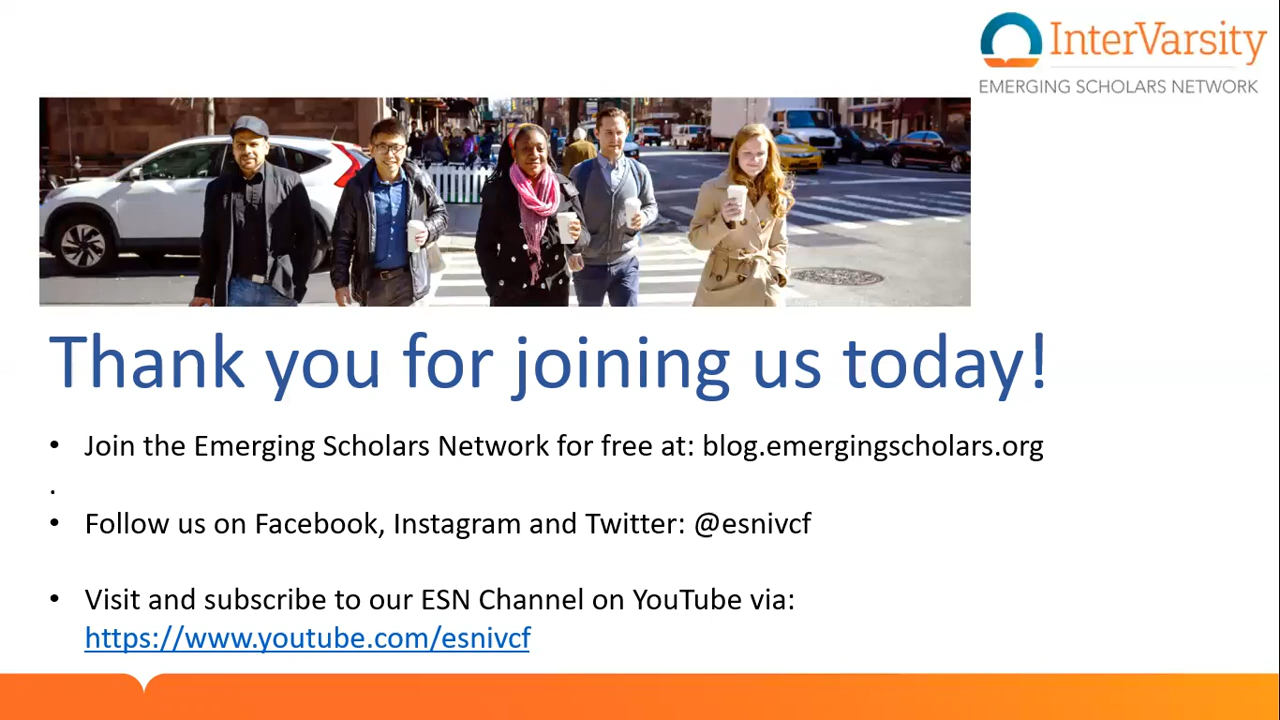 InterVarsity
EMERGING SCHOLARS NETWORK
Thank you for joining us today!
• Join the Emerging Scholars Network for free at: blog.emergingscholars.org
.
• Follow us on Facebook, Instagram and Twitter: @esnivcf
• Visit and subscribe to our ESN Channel on YouTube via:
https://www.youtube.com/esnivcf